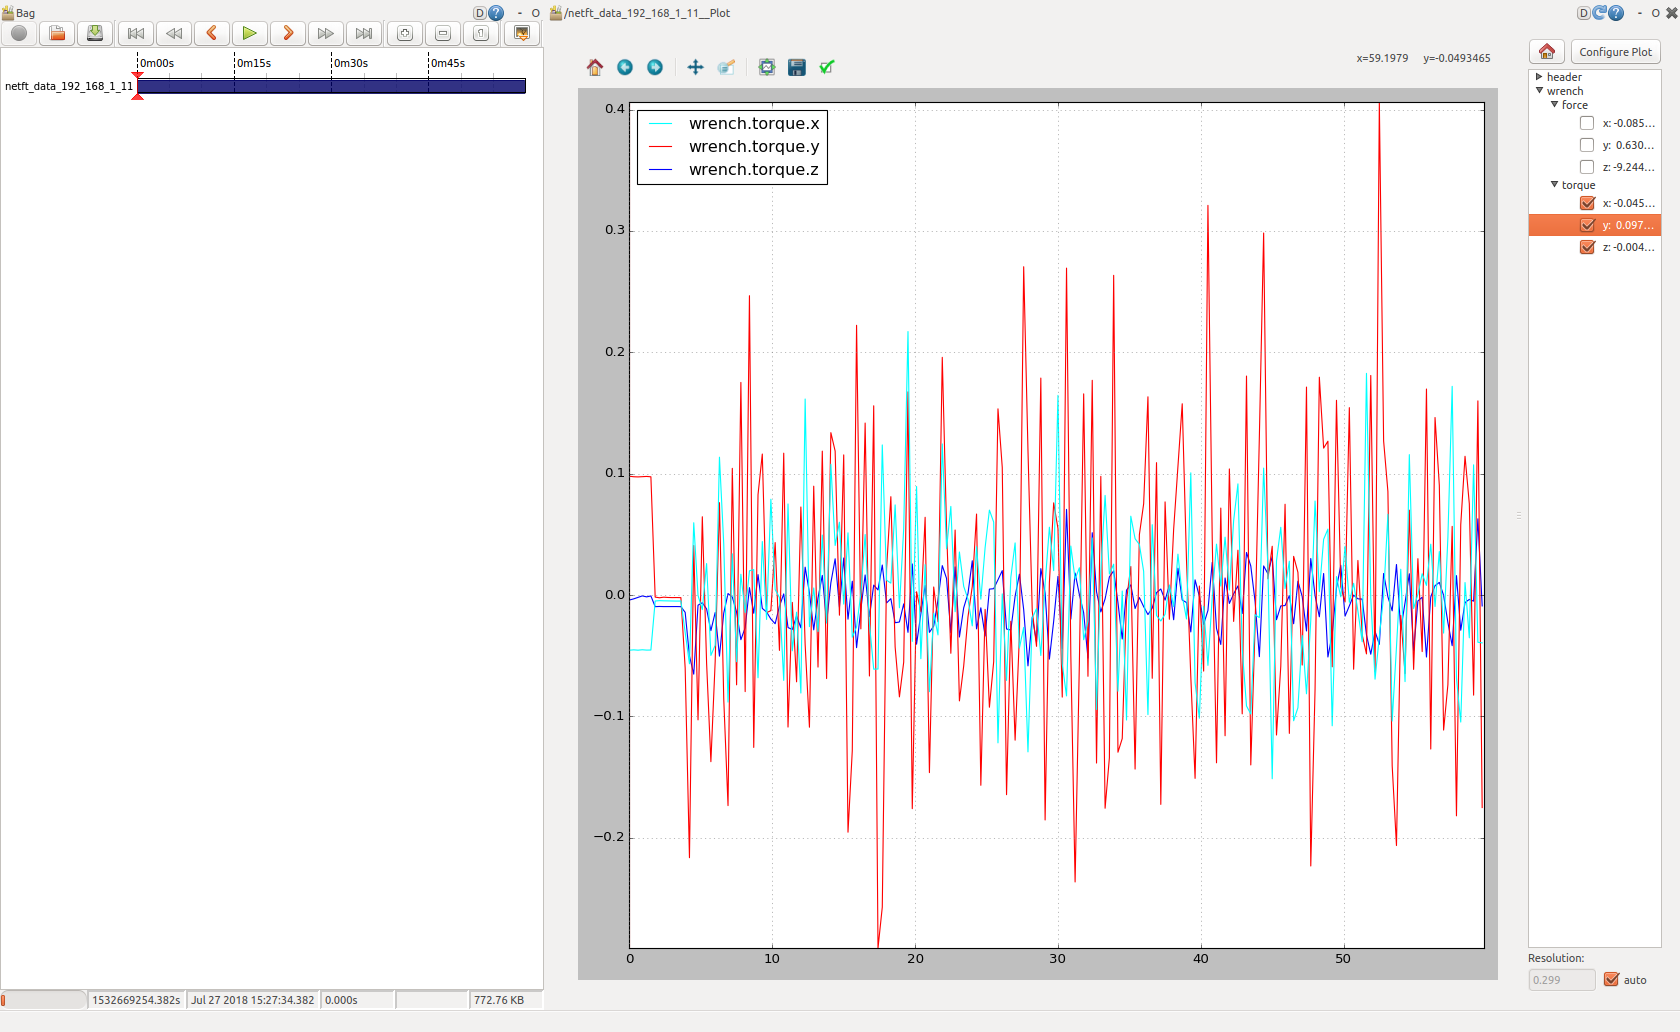 Bag
D ? - O
/netft_data_192_168_1_11__Plot
D ? - O
0m00s 0m15s 0m30s 0m45s
netft_data_192_168_1_11
x=59.1979 y=-0.0493465
Configure Plot
header
wrench
force
x: -0.085...
y: 0.630...
z: -9.244...
torque
x: -0.045...
y: 0.097...
z: -0.004...
wrench.torque.x
wrench.torque.y
wrench.torque.z
0.4
0.3
0.2
0.1
0.0
−0.1
−0.2
0 10 20 30 40 50
Resolution:
0.299 auto
1532669254.382s Jul 27 2018 15:27:34.382 0.000s 772.76 KB